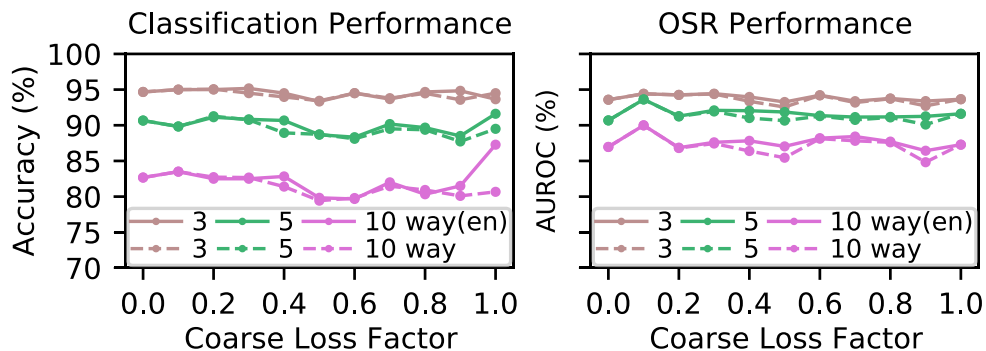 Classification Performance
OSR Performance
Accuracy (%)
100
95
90
85
80
75
70
3 5 10 way(en)
3 5 10 way
0.0 0.2 0.4 0.6 0.8 1.0
Coarse Loss Factor
AUROC (%)
3 5 10 way(en)
3 5 10 way
0.0 0.2 0.4 0.6 0.8 1.0
Coarse Loss Factor